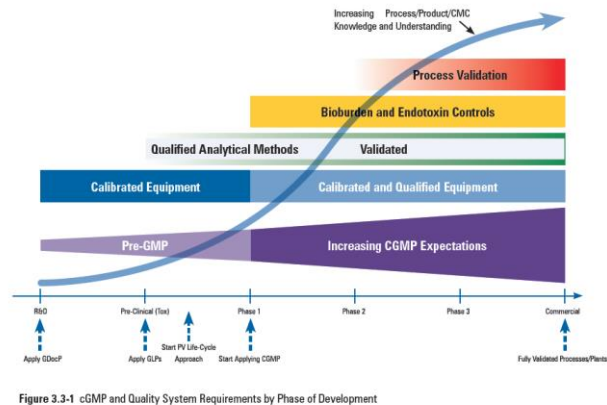 Increasing Process/Product/CMC
Knowledge and Understanding
Process Validation
Bioburden and Endotoxin Controls
Qualified Analytical Methods Validated
Calibrated Equipment Calibrated and Qualified Equipment
Pre-GMP Increasing CGMP Expectations
R&D Pre-Clinical (Tox) Phase 1 Phase 2 Phase 3 Commercial
Start PV Life-Cycle
Apply GDocP Apply GLPs Approach Start Applying CGMP Fully Validated Processes/Plants
Figure 3.3-1 cGMP and Quality System Requirements by Phase of Development